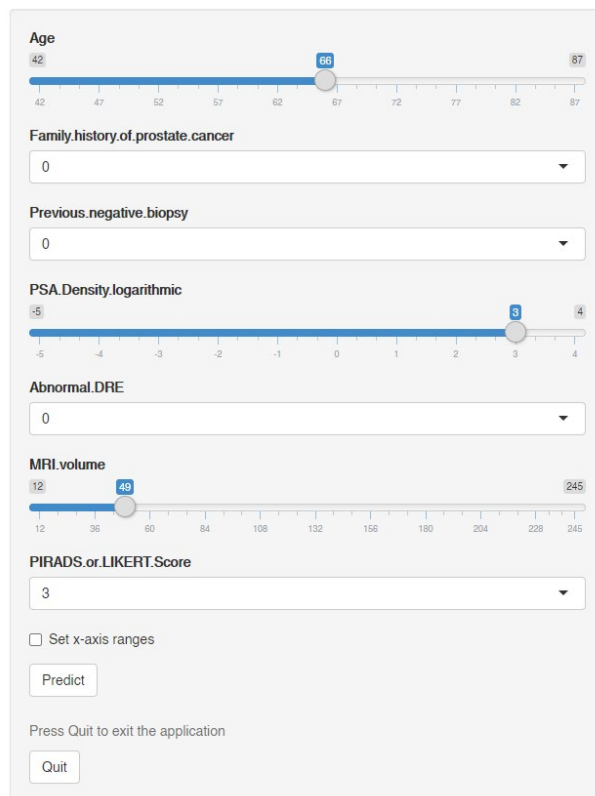 Age
42 66 87
42 47 52 57 62 67 72 77 82 87
Family.history.of.prostate.cancer
0
Previous.negative.biopsy
0
PSA.Density.logarithmic
-5 3 4
-5 -4 -3 -2 -1 0 1 2 3 4
Abnormal.DRE
0
MRI.volume
12 49 245
12 36 60 84 108 132 156 180 204 228 245
PIRADS.or.LIKERT.Score
3
Set x-axis ranges
Predict
Press Quit to exit the application
Quit